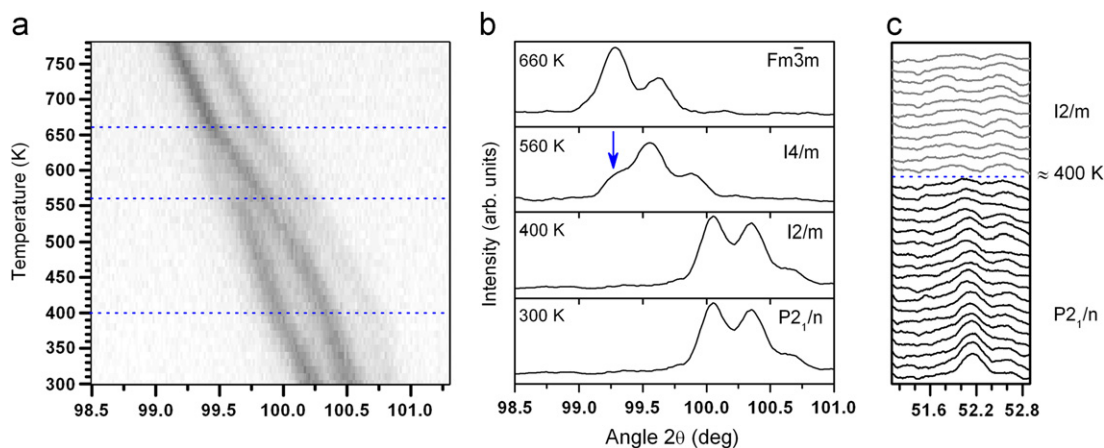 a
Temperature (K)
750
700
650
600
550
500
450
400
350
300
98.5 99.0 99.5 100.0 100.5 101.0
b
Intensity (arb. units)
660 K Fm3̅m
560 K I4/m
400 K I2/m
300 K P2₁/n
98.5 99.0 99.5 100.0 100.5 101.0
Angle 2θ (deg)
c
I2/m
≈ 400 K
P2₁/n
51.6 52.2 52.8